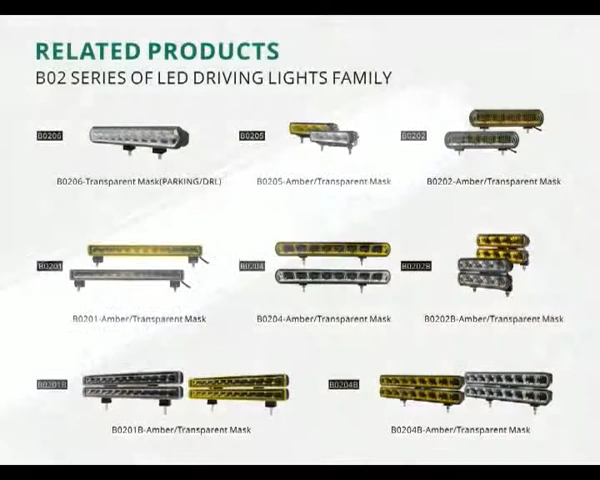 RELATED PRODUCTS
B02 SERIES OF LED DRIVING LIGHTS FAMILY
B0206
B0205
B0202
B0206-Transparent Mask(PARKING/DRL)
B0205-Amber/Transparent Mask
B0202-Amber/Transparent Mask
B0201
B0204
B0202B
B0201-Amber/Transparent Mask
B0204-Amber/Transparent Mask
B0202B-Amber/Transparent Mask
B0201B
B0204B
B0201B-Amber/Transparent Mask
B0204B-Amber/Transparent Mask